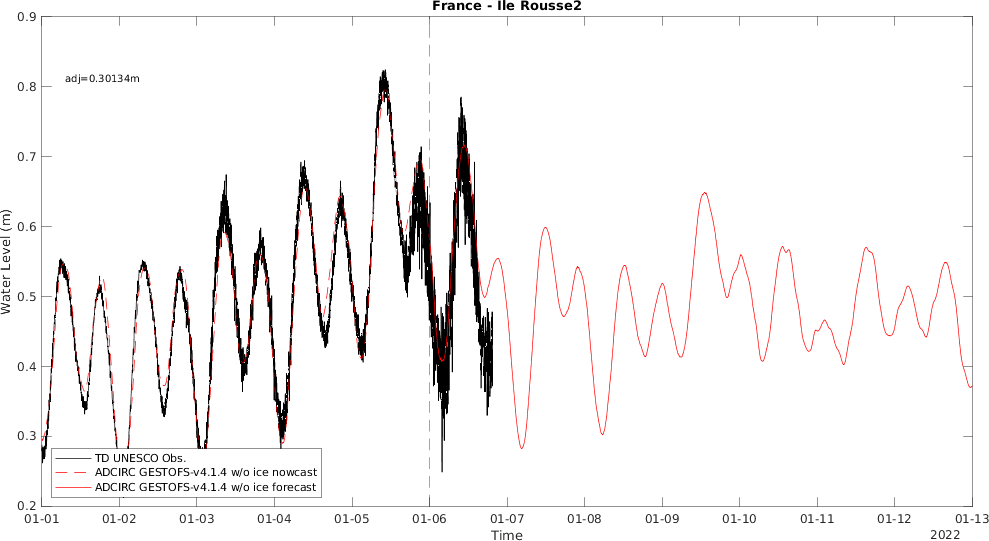 France - Ile Rousse2
adj=0.30134m
Water Level (m)
0.9
0.8
0.7
0.6
0.5
0.4
0.3
0.2
TD UNESCO Obs.
ADCIRC GESTOFS-v4.1.4 w/o ice nowcast
ADCIRC GESTOFS-v4.1.4 w/o ice forecast
01-01 01-02 01-03 01-04 01-05 01-06 01-07 01-08 01-09 01-10 01-11 01-12 01-13
Time
2022